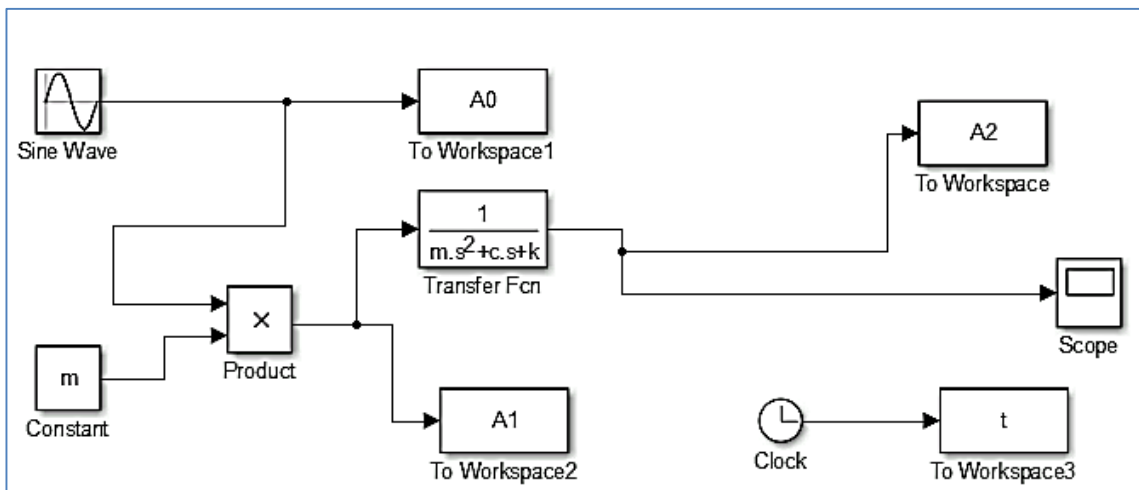 Sine Wave
A0
To Workspace1
A2
To Workspace
1
m.s²+c.s+k
Transfer Fcn
×
Product
Scope
m
Constant
A1
To Workspace2
Clock
t
To Workspace3